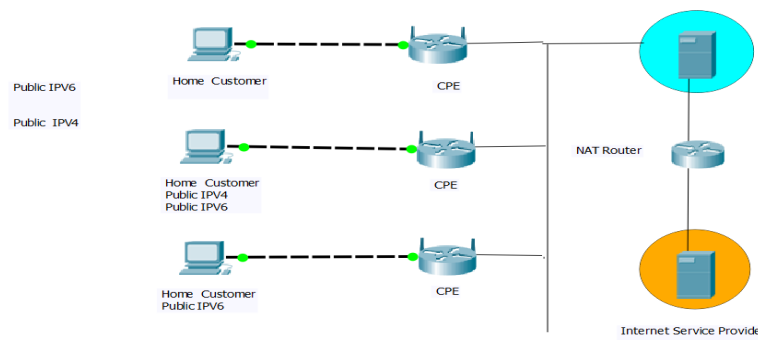 Public IPV6
Public IPV4
Home Customer
CPE
Home Customer
Public IPV4
Public IPV6
CPE
NAT Router
Home Customer
Public IPV6
CPE
Internet Service Provide